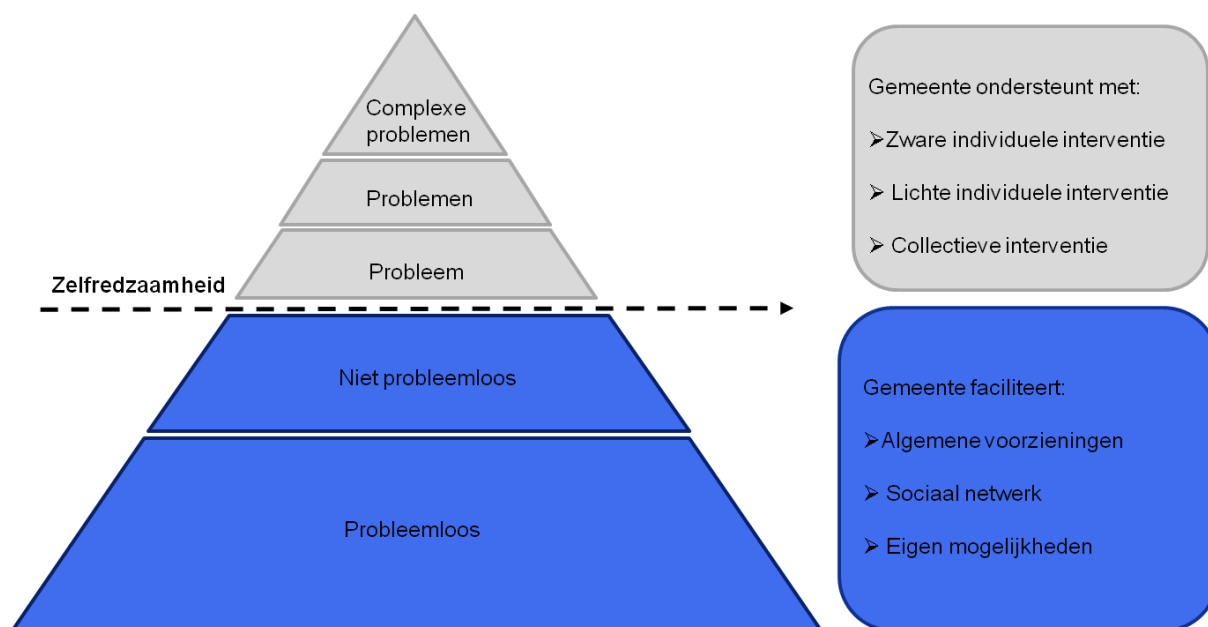 Complexe
problemen
Problemen
Probleem
Zelfredzaamheid
Niet probleemloos
Probleemloos
Gemeente ondersteunt met:
➢Zware individuele interventie
➢ Lichte individuele interventie
➢ Collectieve interventie
Gemeente faciliteert:
➢Algemene voorzieningen
➢ Sociaal netwerk
➢ Eigen mogelijkheden